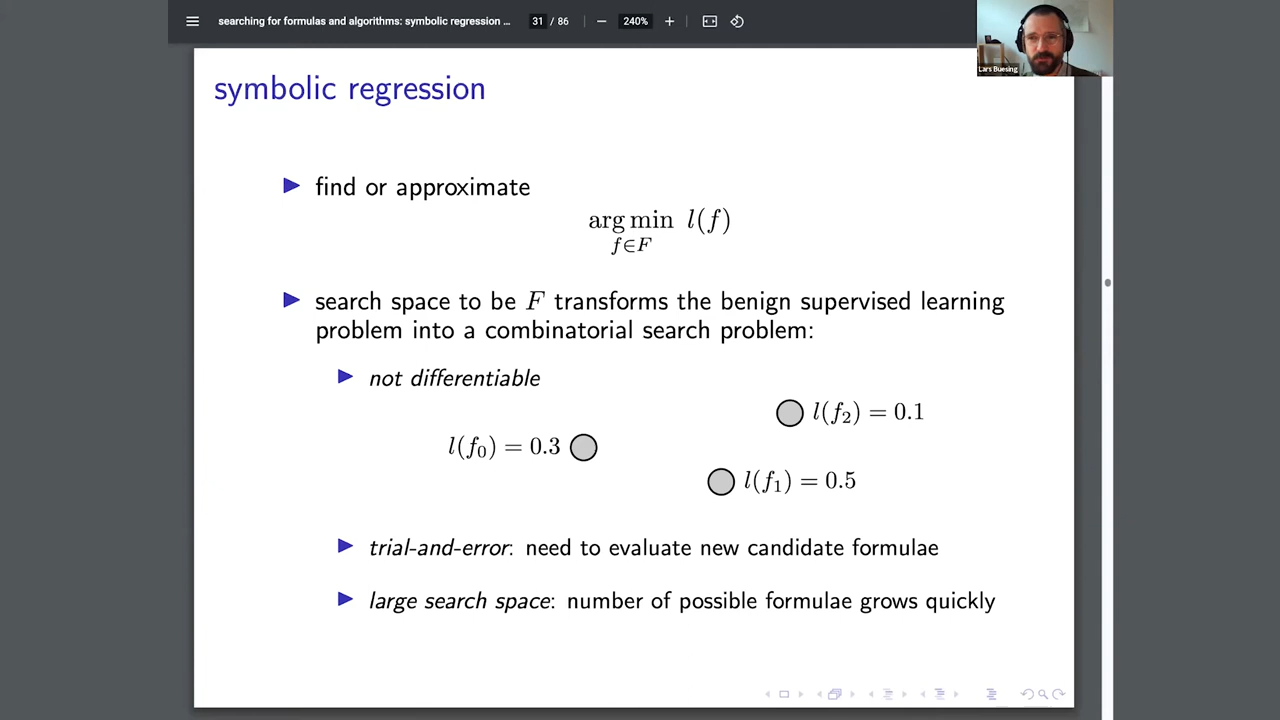 searching for formulas and algorithms: symbolic regression ...
31 / 86
240%
Lars Buesing
symbolic regression
find or approximate
arg min l(f)
f∈F
search space to be F transforms the benign supervised learning
problem into a combinatorial search problem:
not differentiable
l(f₂) = 0.1
l(f₀) = 0.3
l(f₁) = 0.5
trial-and-error: need to evaluate new candidate formulae
large search space: number of possible formulae grows quickly